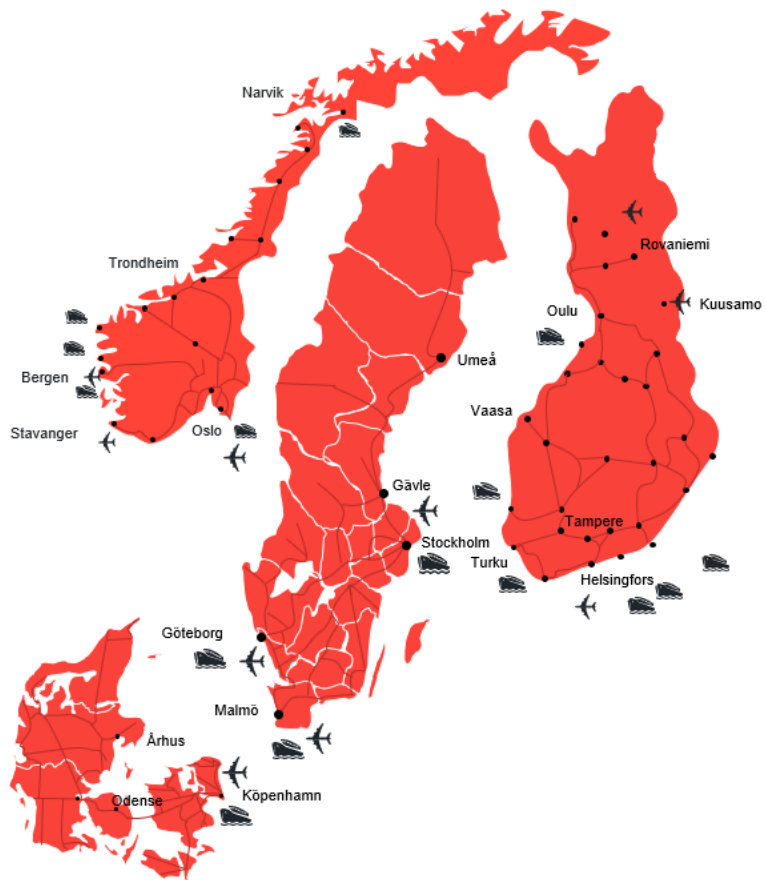 Narvik
Trondheim
Rovaniemi
Kuusamo
Oulu
Umeå
Bergen
Vaasa
Stavanger
Oslo
Gävle
Tampere
Stockholm
Turku
Helsingfors
Göteborg
Malmö
Århus
Köpenhamn
Odense